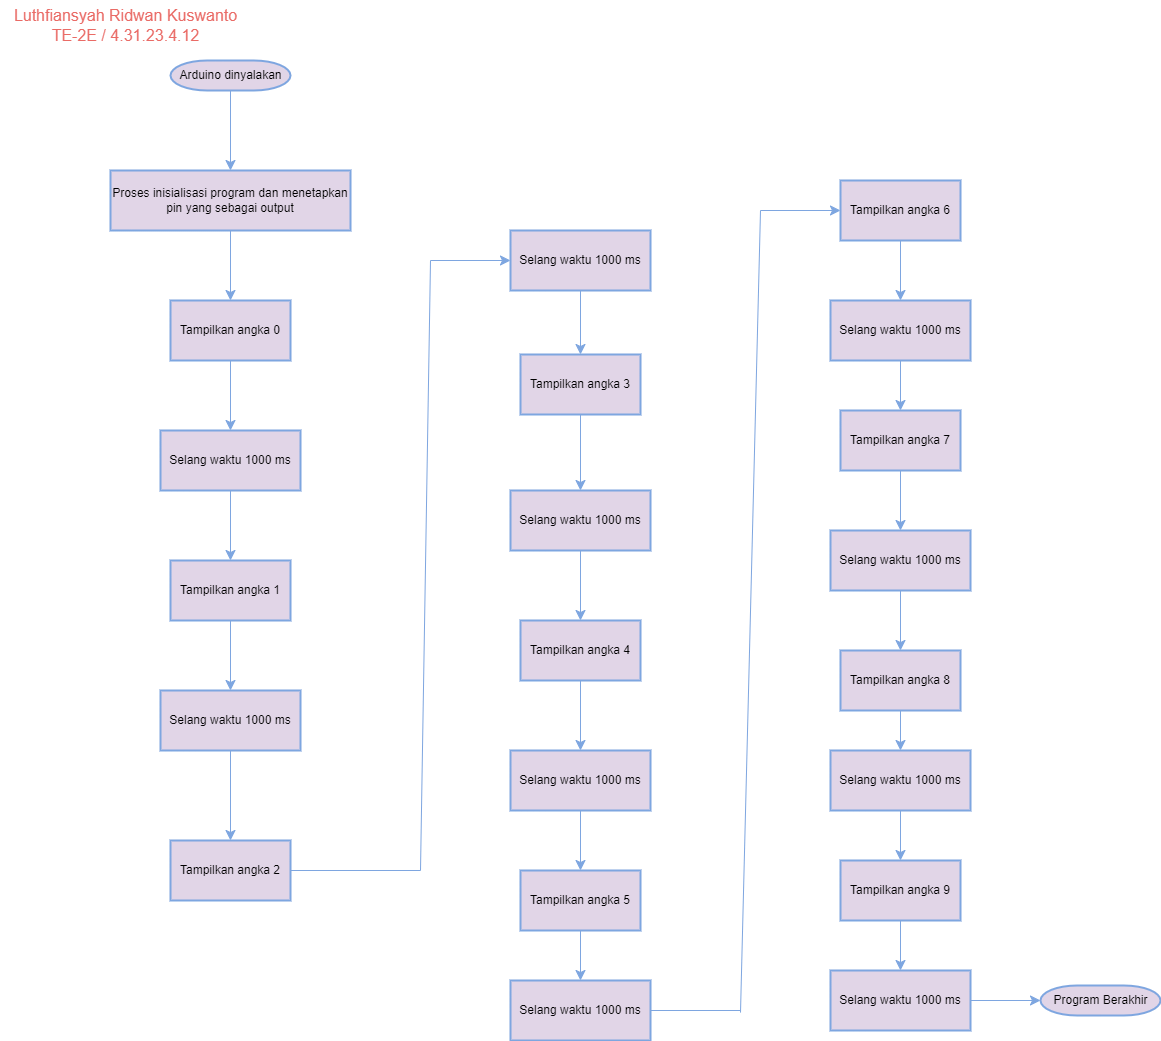 Luthfiansyah Ridwan Kuswanto
TE-2E / 4.31.23.4.12
Arduino dinyalakan
Proses inisialisasi program dan menetapkan
pin yang sebagai output
Tampilkan angka 0
Selang waktu 1000 ms
Tampilkan angka 1
Selang waktu 1000 ms
Tampilkan angka 2
Selang waktu 1000 ms
Tampilkan angka 3
Selang waktu 1000 ms
Tampilkan angka 4
Selang waktu 1000 ms
Tampilkan angka 5
Selang waktu 1000 ms
Tampilkan angka 6
Selang waktu 1000 ms
Tampilkan angka 7
Selang waktu 1000 ms
Tampilkan angka 8
Selang waktu 1000 ms
Tampilkan angka 9
Selang waktu 1000 ms
Program Berakhir